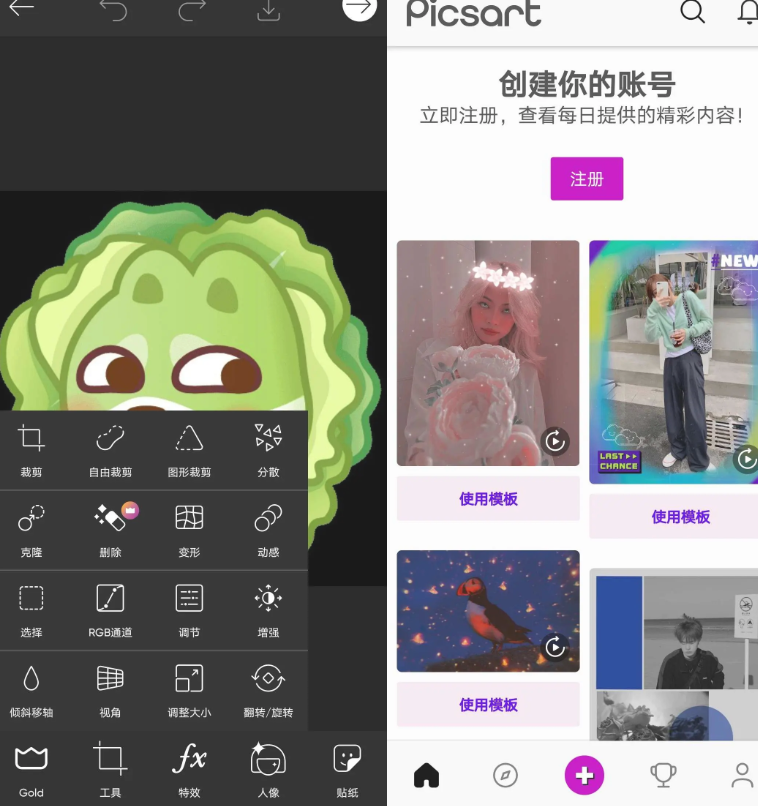 裁剪 自由裁剪 图形裁剪 分散
克隆 删除 变形 动感
选择 RGB通道 调节 增强
倾斜移轴 视角 调整大小 翻转/旋转
Gold 工具 fx 特效 人像 贴纸
Picsart
创建你的账号
立即注册，查看每日提供的精彩内容！
注册
#NEW
LAST
CHANCE
使用模板
使用模板
使用模板